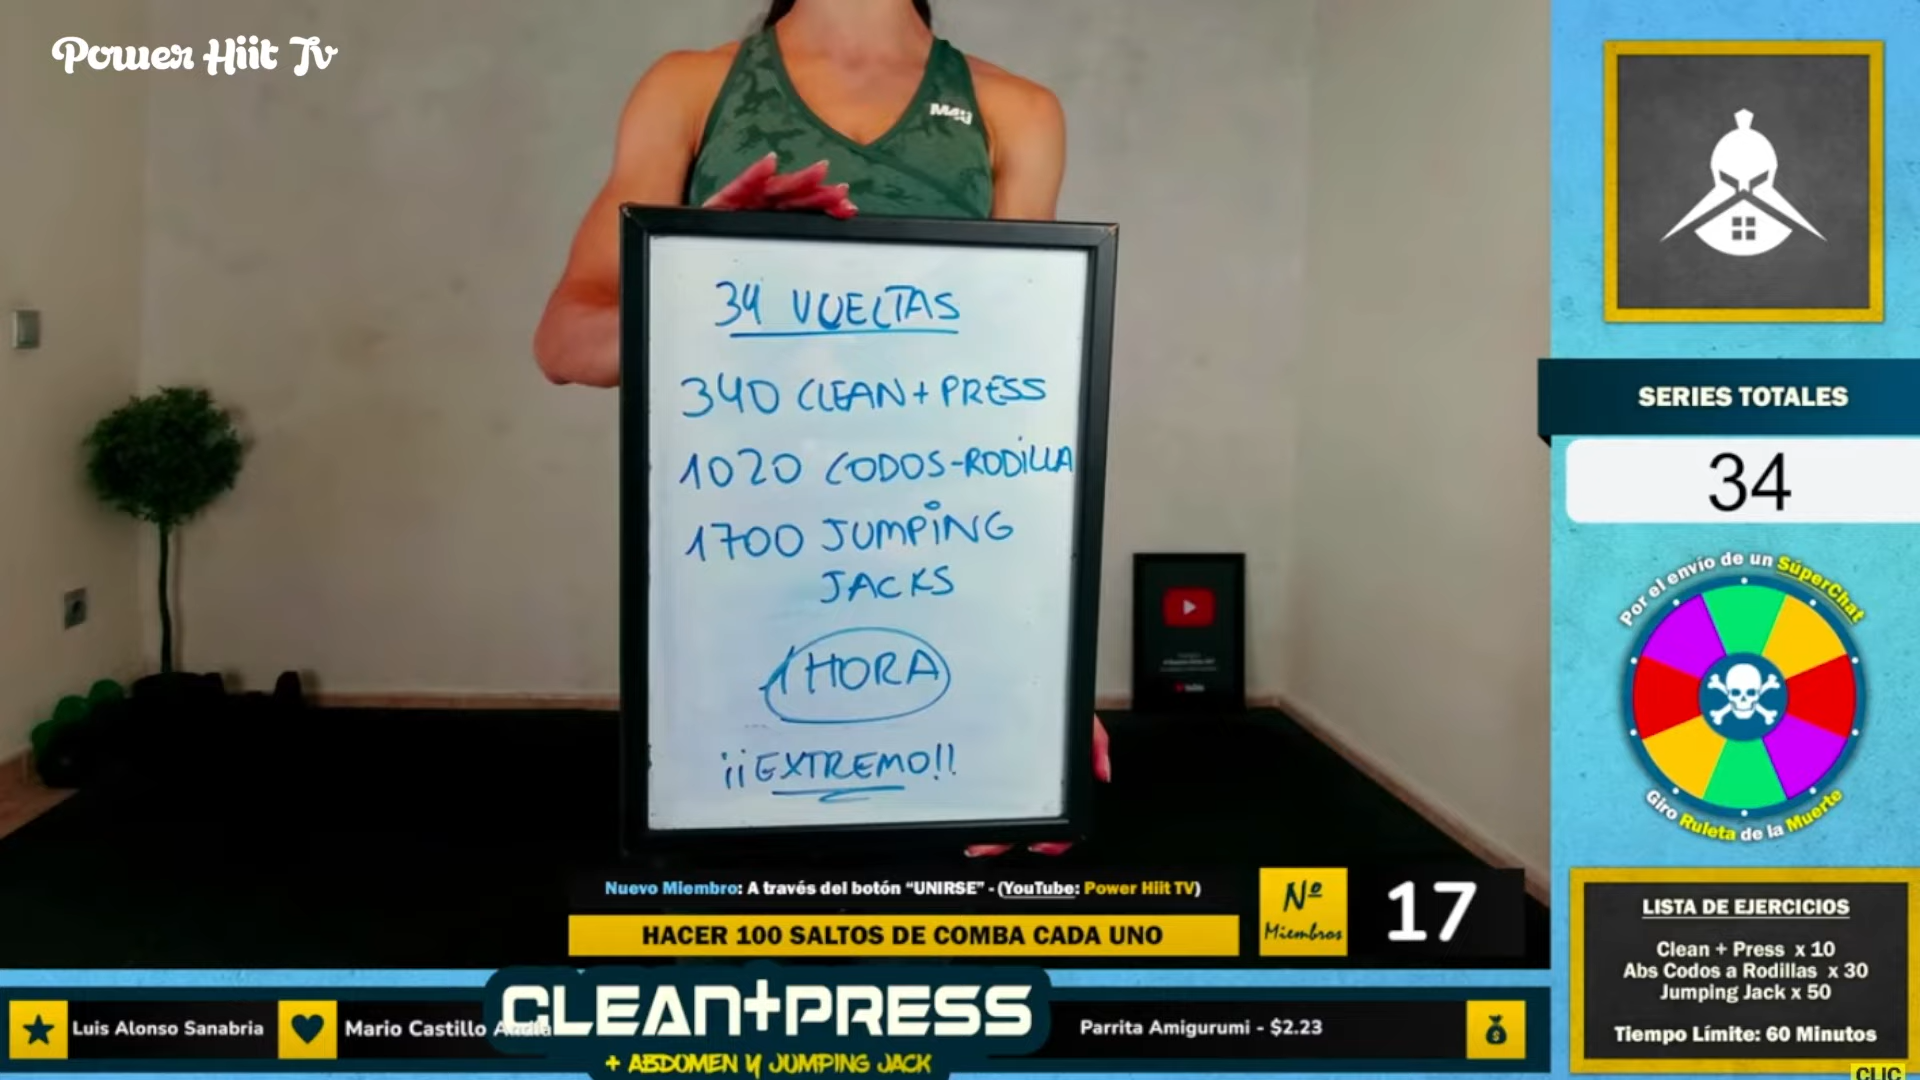 Power Hiit Tv
M4U
34 VUELTAS
340 CLEAN+PRESS
1020 CODOS-RODILLA
1700 JUMPING
JACKS
1 HORA
¡¡EXTREMO!!
SERIES TOTALES
34
Por el envío de un SúperChat
Giro Ruleta de la Muerte
Nuevo Miembro: A través del botón “UNIRSE” - (YouTube: Power Hiit TV)
HACER 100 SALTOS DE COMBA CADA UNO
Nº
Miembros
17
LISTA DE EJERCICIOS
Clean + Press x 10
Abs Codos a Rodillas x 30
Jumping Jack x 50
Tiempo Límite: 60 Minutos
CLIC
Luis Alonso Sanabria
Mario Castillo
CLEAN+PRESS
+ ABDOMEN Y JUMPING JACK
Parrita Amigurumi - $2.23